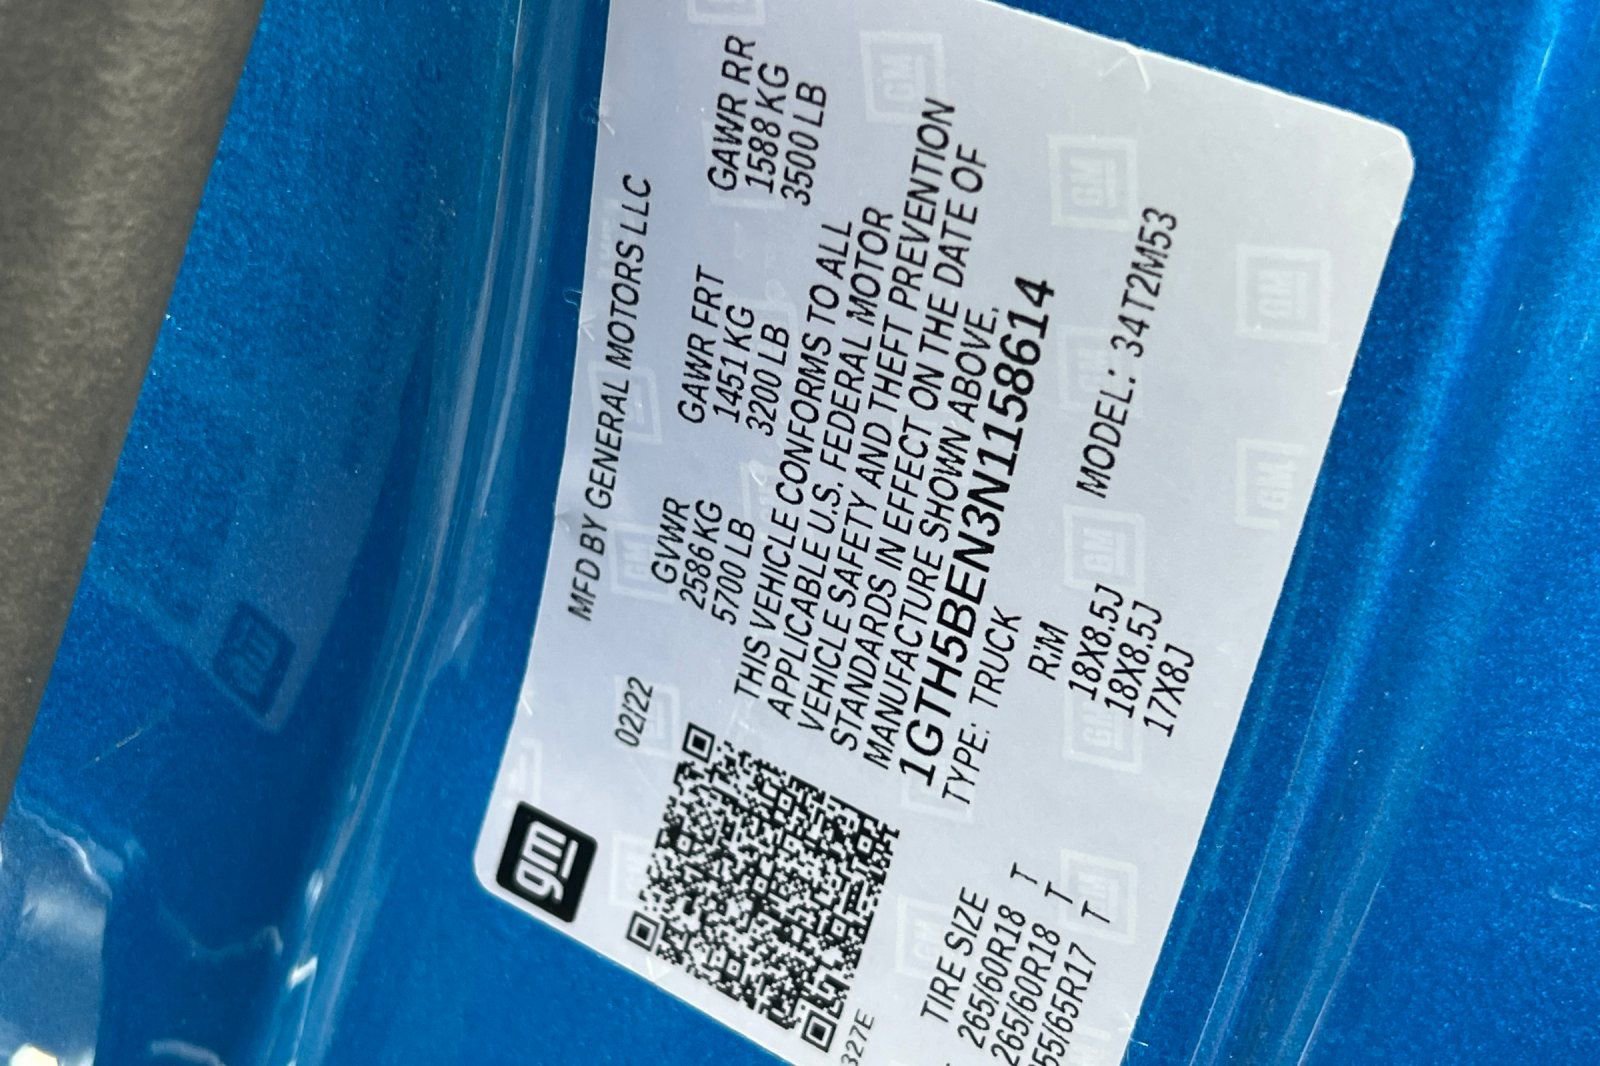 gm
MFD BY GENERAL MOTORS LLC
02/22
GVWR GAWR FRT GAWR RR
2586 KG 1451 KG 1588 KG
5700 LB 3200 LB 3500 LB
THIS VEHICLE CONFORMS TO ALL
APPLICABLE U.S. FEDERAL MOTOR
VEHICLE SAFETY AND THEFT PREVENTION
STANDARDS IN EFFECT ON THE DATE OF
MANUFACTURE SHOWN ABOVE.
1GTH5BEN3N1158614
TYPE: TRUCK MODEL: 34T2M53
327E
TIRE SIZE RIM
265/60R18 T 18X8.5J
265/60R18 T 18X8.5J
55/65R17 T 17X8J